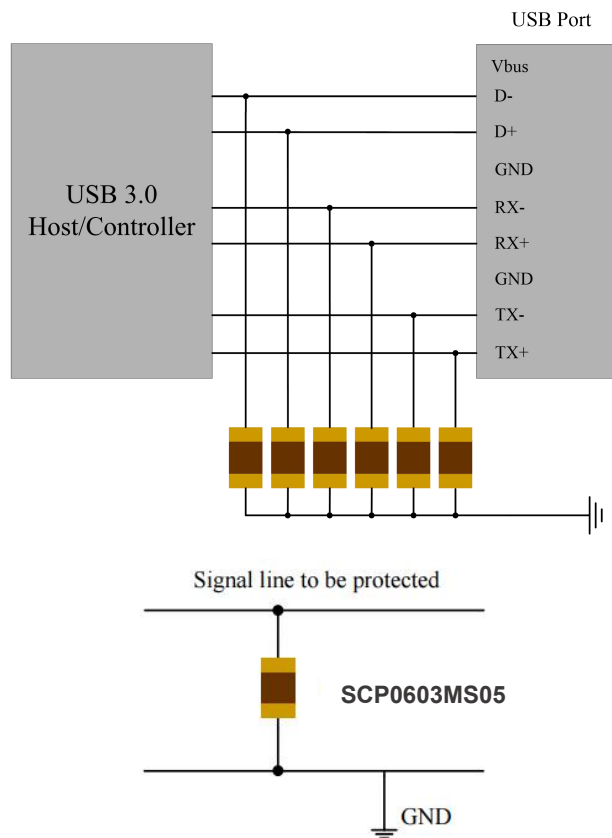 USB Port
Vbus
D-
D+
GND
USB 3.0
Host/Controller
RX-
RX+
GND
TX-
TX+
Signal line to be protected
SCP0603MS05
GND